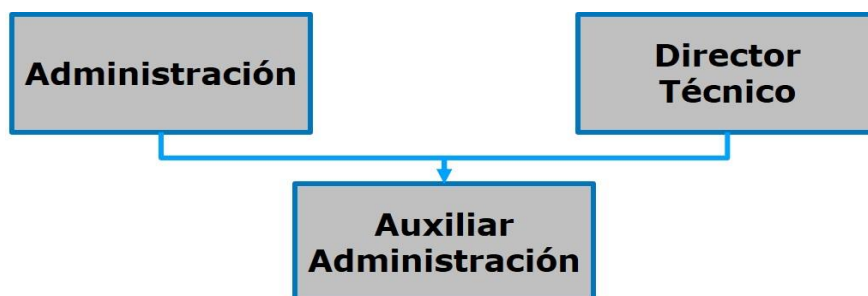 Administración
Director
Técnico
Auxiliar
Administración